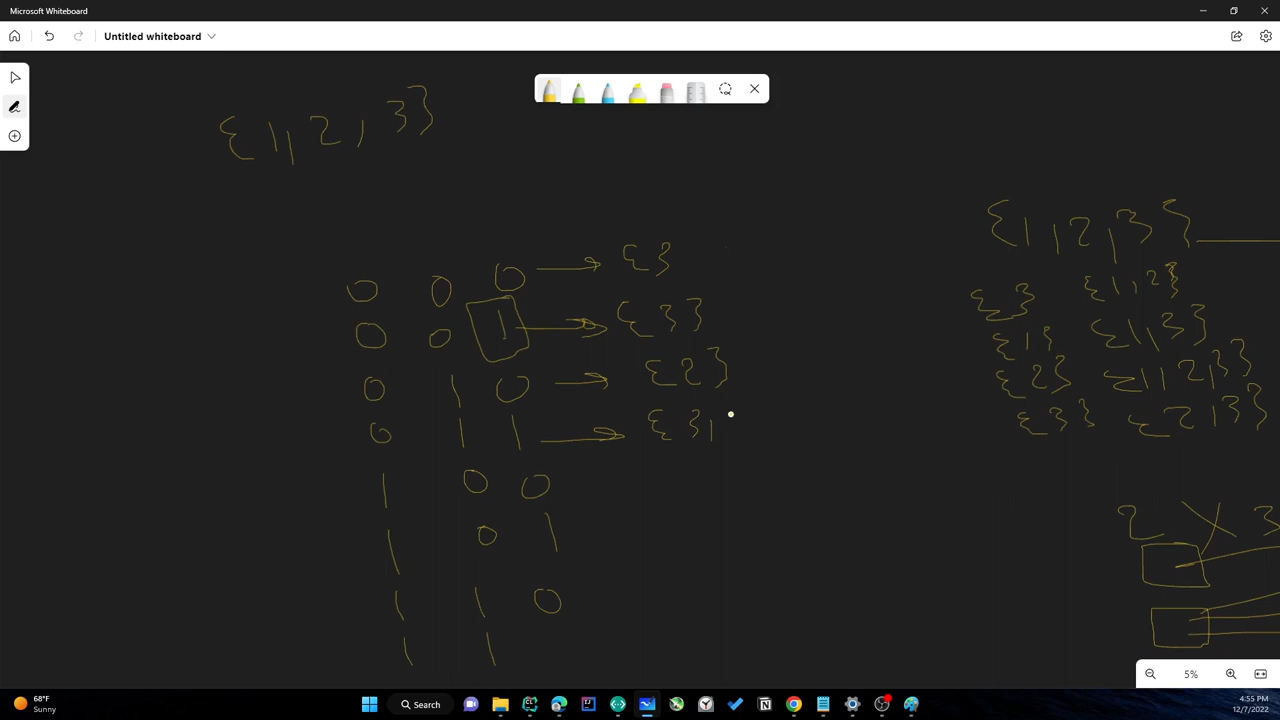 Microsoft Whiteboard
Untitled whiteboard
{1,2,3}
0 0 0 → {}
0 0 1 → {3}
0 1 0 → {2}
0 1 1 → {3,
1 0 0
1 0 1
1 1 0
1 1
{1,2,3}
{} {1,2}
{1} {1,3}
{2} {1,2,3}
{3} {2,3}
2 X 3
5%
68°F
Sunny
Search
4:55 PM
12/7/2022